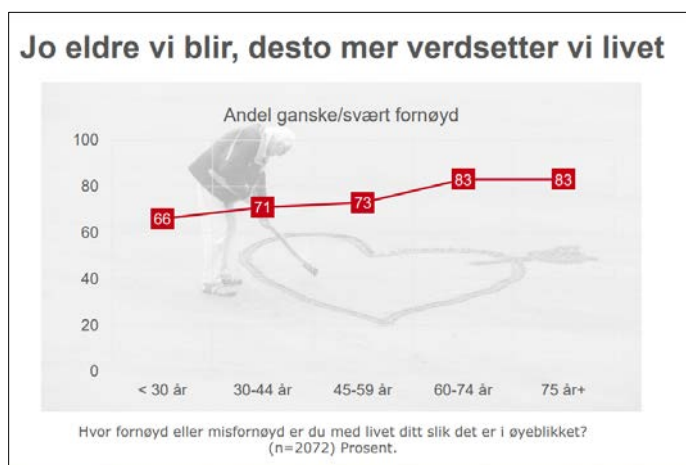 Jo eldre vi blir, desto mer verdsetter vi livet
Andel ganske/svært fornøyd
100
80
60
40
20
0
66
71
73
83
83
< 30 år
30-44 år
45-59 år
60-74 år
75 år+
Hvor fornøyd eller misfornøyd er du med livet ditt slik det er i øyeblikket?
(n=2072) Prosent.